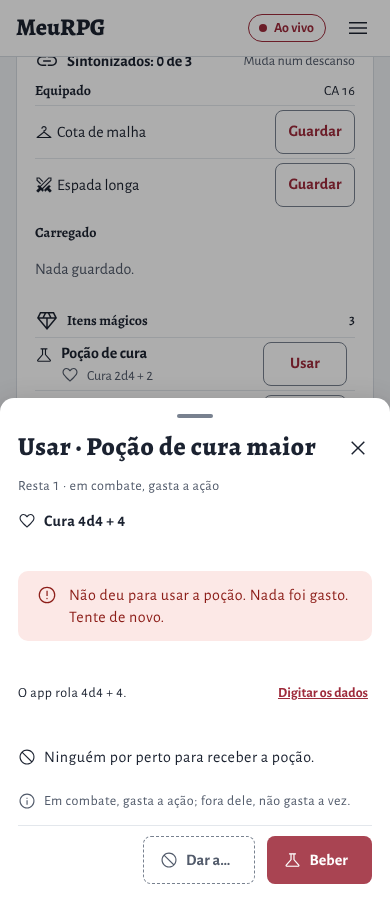 MeuRPG
Ao vivo
Sintonizados: 0 de 3
Muda num descanso
Equipado
CA 16
Cota de malha
Guardar
Espada longa
Guardar
Carregado
Nada guardado.
Itens mágicos
3
Poção de cura
Cura 2d4 + 2
Usar
Usar · Poção de cura maior
Resta 1 · em combate, gasta a ação
Cura 4d4 + 4
Não deu para usar a poção. Nada foi gasto.
Tente de novo.
O app rola 4d4 + 4.
Digitar os dados
Ninguém por perto para receber a poção.
Em combate, gasta a ação; fora dele, não gasta a vez.
Dar a...
Beber